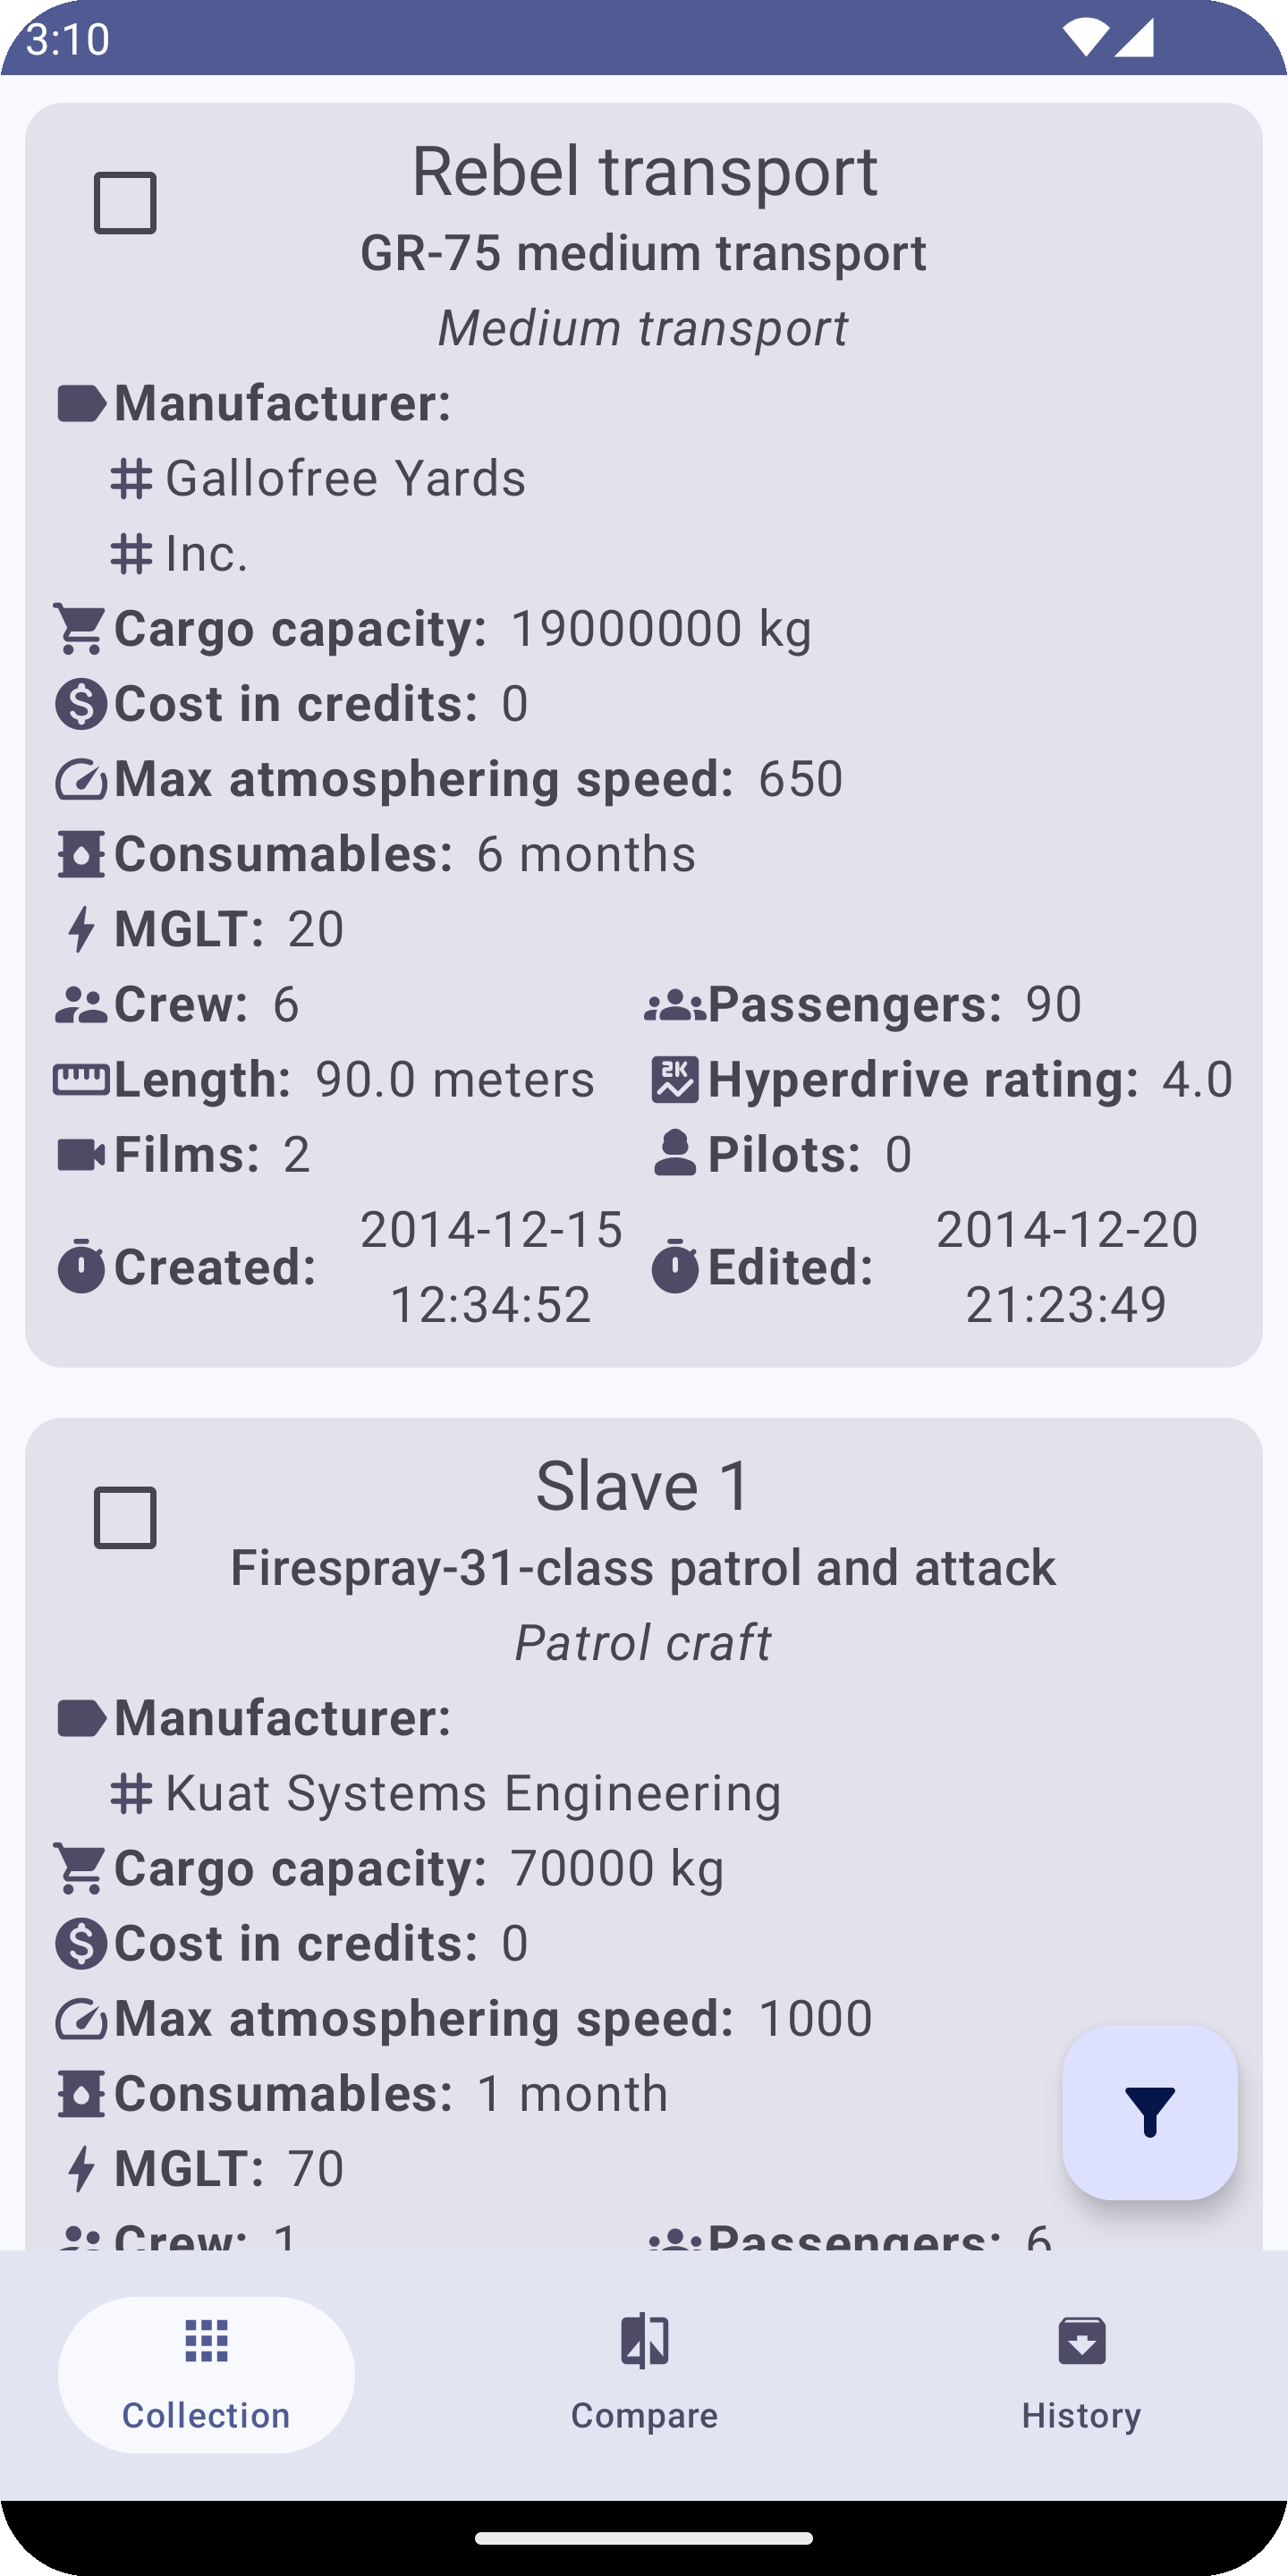 3:10
Rebel transport
GR-75 medium transport
Medium transport
Manufacturer:
Gallofree Yards
Inc.
Cargo capacity: 19000000 kg
Cost in credits: 0
Max atmosphering speed: 650
Consumables: 6 months
MGLT: 20
Crew: 6 Passengers: 90
Length: 90.0 meters 2K Hyperdrive rating: 4.0
Films: 2 Pilots: 0
Created: 2014-12-15 12:34:52 Edited: 2014-12-20 21:23:49
Slave 1
Firespray-31-class patrol and attack
Patrol craft
Manufacturer:
Kuat Systems Engineering
Cargo capacity: 70000 kg
Cost in credits: 0
Max atmosphering speed: 1000
Consumables: 1 month
MGLT: 70
Crew: 1 Passengers: 6
Collection Compare History